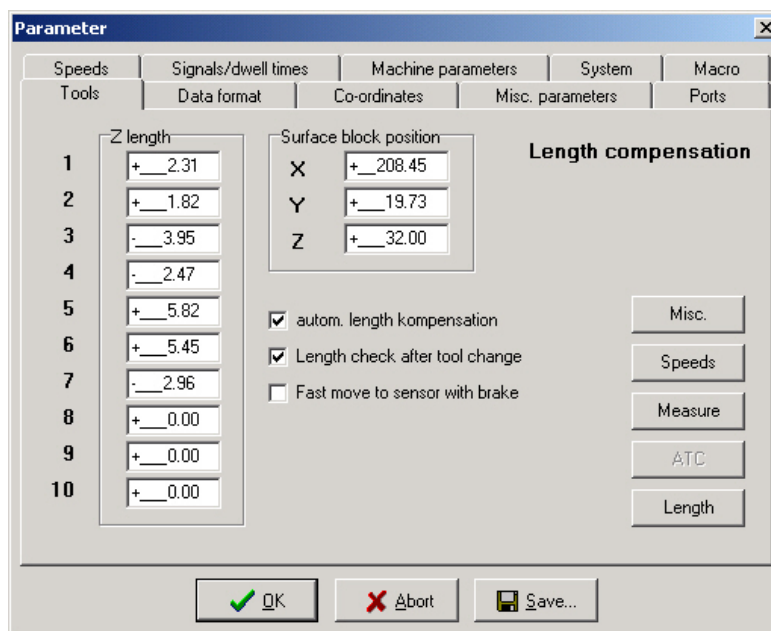 Parameter
Speeds Signals/dwell times Machine parameters System Macro
Tools Data format Co-ordinates Misc. parameters Ports
Z length Surface block position Length compensation
1 +___2.31 X +__208.45
2 +___1.82 Y +___19.73
3 -___3.95 Z +___32.00
4 -___2.47
5 +___5.82 autom. length kompensation Misc.
6 +___5.45 Length check after tool change Speeds
7 -___2.96 Fast move to sensor with brake
8 +___0.00 Measure
9 +___0.00 ATC
10 +___0.00 Length
OK Abort Save...